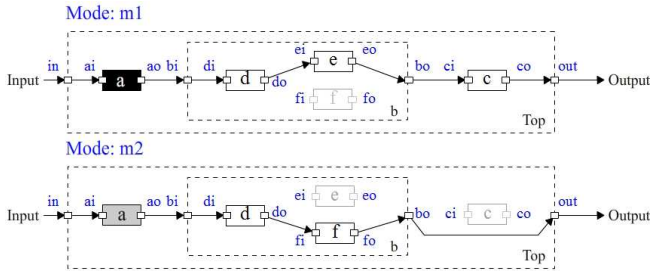 Mode: m1
in ai ao bi di ei eo bo ci co out
Input a d e c Output
do
fi f fo
b
Top
Mode: m2
in ai ao bi di ei e eo bo ci c co out
Input a d do Output
fi f fo
b
Top